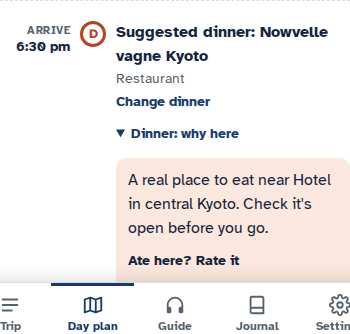 ARRIVE
6:30 pm
D
Suggested dinner: Nowvelle
vagne Kyoto
Restaurant
Change dinner
▼ Dinner: why here
A real place to eat near Hotel
in central Kyoto. Check it's
open before you go.
Ate here? Rate it
Trip
Day plan
Guide
Journal
Settin